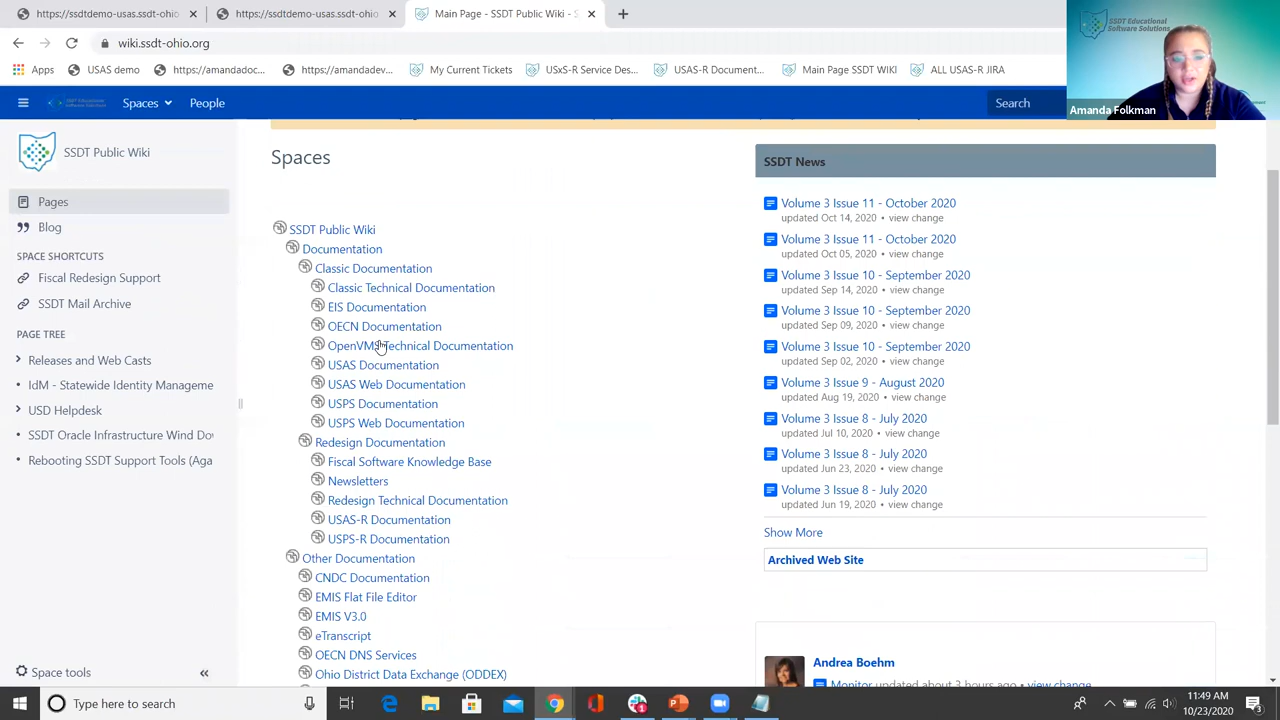 https://ssdtdemo-usas.ssdt-ohio
https://ssdtdemo-usas.ssdt-ohio
Main Page - SSDT Public Wiki - S
SSDT Educational
Software Solutions
wiki.ssdt-ohio.org
Apps
USAS demo
https://amandadoc...
https://amandadev...
My Current Tickets
USxS-R Service Des...
USAS-R Document...
Main Page SSDT WIKI
ALL USAS-R JIRA
Amanda Folkman
Spaces
People
Search
SSDT Public Wiki
Pages
Blog
SPACE SHORTCUTS
Fiscal Redesign Support
SSDT Mail Archive
PAGE TREE
Releases and Web Casts
IdM - Statewide Identity Manageme
USD Helpdesk
SSDT Oracle Infrastructure Wind Do
Rebooting SSDT Support Tools (Aga
Space tools
Spaces
SSDT Public Wiki
Documentation
Classic Documentation
Classic Technical Documentation
EIS Documentation
OECN Documentation
OpenVMS Technical Documentation
USAS Documentation
USAS Web Documentation
USPS Documentation
USPS Web Documentation
Redesign Documentation
Fiscal Software Knowledge Base
Newsletters
Redesign Technical Documentation
USAS-R Documentation
USPS-R Documentation
Other Documentation
CNDC Documentation
EMIS Flat File Editor
EMIS V3.0
eTranscript
OECN DNS Services
Ohio District Data Exchange (ODDEX)
SSDT News
Volume 3 Issue 11 - October 2020
updated Oct 14, 2020 • view change
Volume 3 Issue 11 - October 2020
updated Oct 05, 2020 • view change
Volume 3 Issue 10 - September 2020
updated Sep 14, 2020 • view change
Volume 3 Issue 10 - September 2020
updated Sep 09, 2020 • view change
Volume 3 Issue 10 - September 2020
updated Sep 02, 2020 • view change
Volume 3 Issue 9 - August 2020
updated Aug 19, 2020 • view change
Volume 3 Issue 8 - July 2020
updated Jul 10, 2020 • view change
Volume 3 Issue 8 - July 2020
updated Jun 23, 2020 • view change
Volume 3 Issue 8 - July 2020
updated Jun 19, 2020 • view change
Show More
Archived Web Site
Andrea Boehm
Monitor updated about 3 hours ago • view change
Type here to search
11:49 AM
10/23/2020